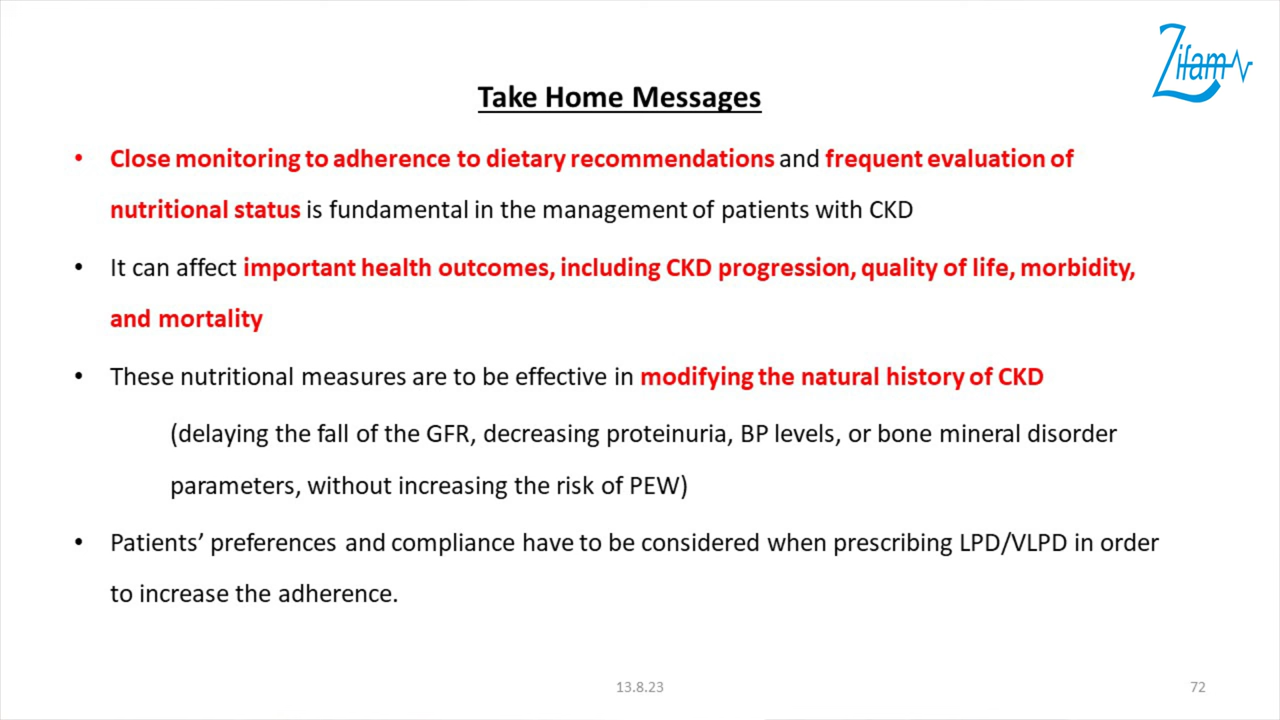 Zifam
Take Home Messages
• Close monitoring to adherence to dietary recommendations and frequent evaluation of
nutritional status is fundamental in the management of patients with CKD
• It can affect important health outcomes, including CKD progression, quality of life, morbidity,
and mortality
• These nutritional measures are to be effective in modifying the natural history of CKD
(delaying the fall of the GFR, decreasing proteinuria, BP levels, or bone mineral disorder
parameters, without increasing the risk of PEW)
• Patients’ preferences and compliance have to be considered when prescribing LPD/VLPD in order
to increase the adherence.
13.8.23
72